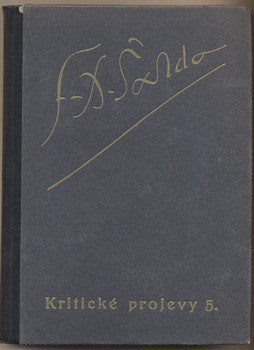 F. X. Šalda
Kritické projevy 5.